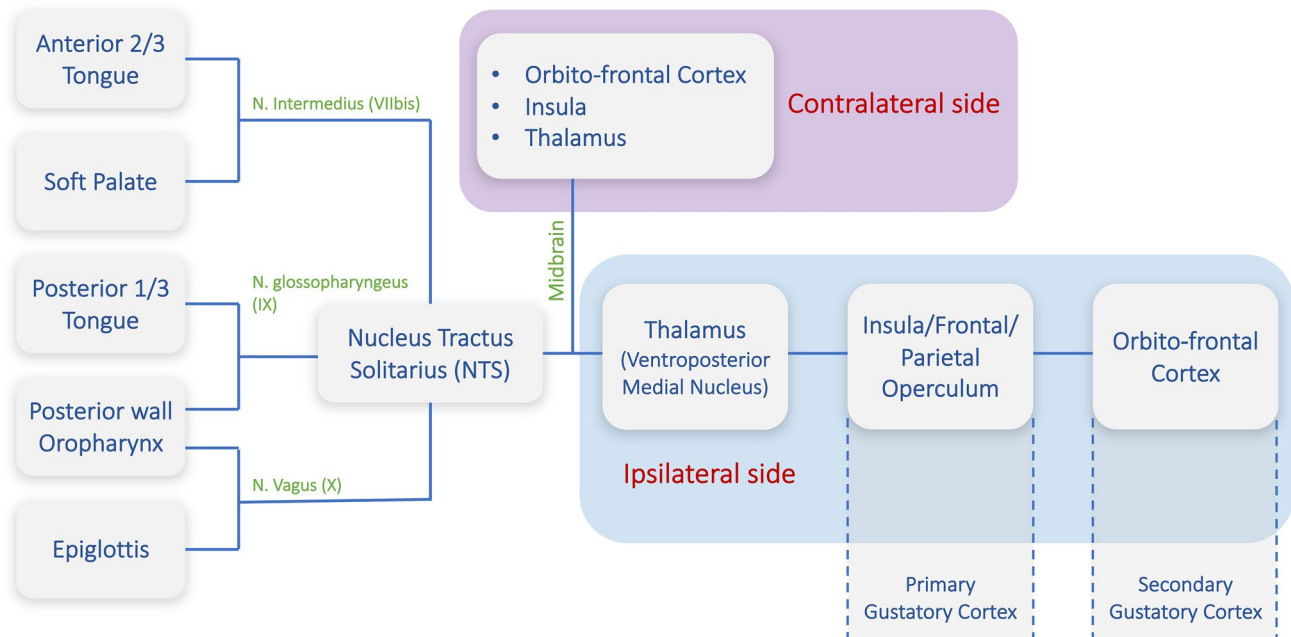 Anterior 2/3
Tongue
Soft Palate
Posterior 1/3
Tongue
Posterior wall
Oropharynx
Epiglottis
N. Intermedius (VIIbis)
N. glossopharyngeus
(IX)
N. Vagus (X)
Nucleus Tractus
Solitarius (NTS)
Midbrain
• Orbito-frontal Cortex
• Insula
• Thalamus
Contralateral side
Thalamus
(Ventroposterior
Medial Nucleus)
Insula/Frontal/
Parietal
Operculum
Orbito-frontal
Cortex
Ipsilateral side
Primary
Gustatory Cortex
Secondary
Gustatory Cortex